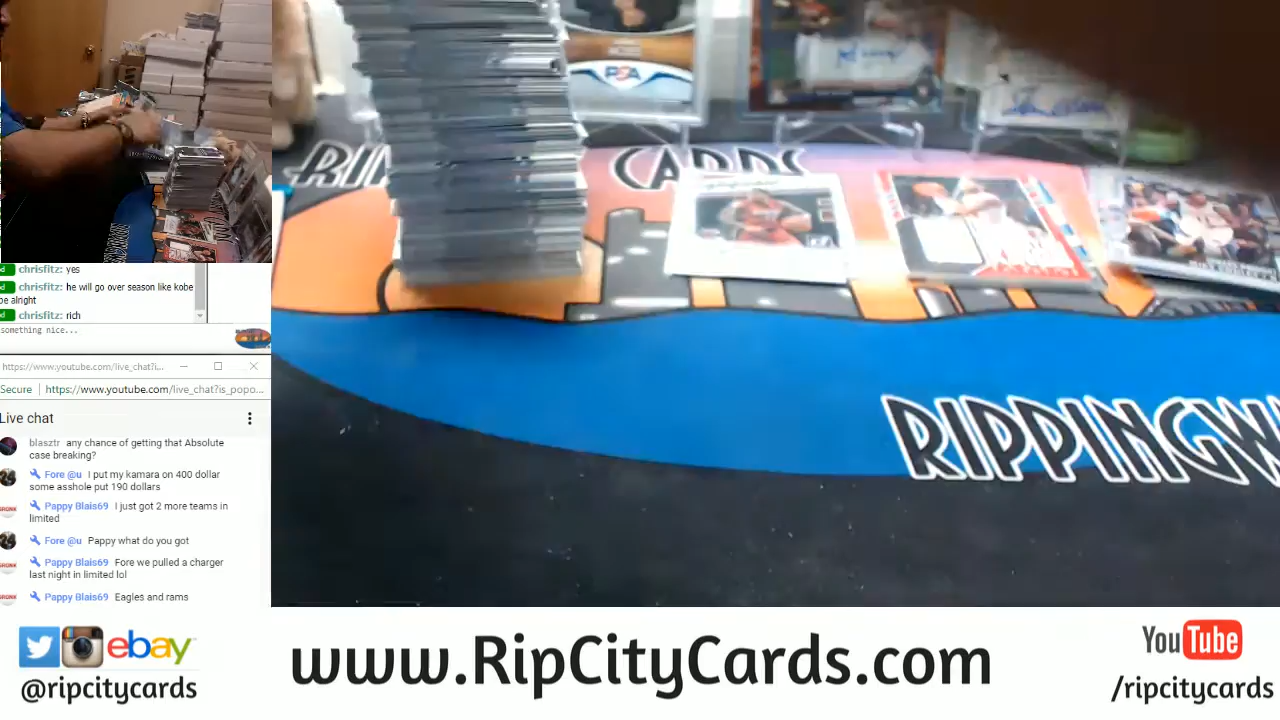 PSA
CARDS
RIPPINGW
d chrisfitz: yes
d chrisfitz: he will go over season like kobe
be alright
d chrisfitz: rich
something nice...
https://www.youtube.com/live_chat?i...
Secure | https://www.youtube.com/live_chat?is_popo...
Live chat
blasztr any chance of getting that Absolute
case breaking?
Fore @u I put my kamara on 400 dollar
some asshole put 190 dollars
Pappy Blais69 I just got 2 more teams in
limited
Fore @u Pappy what do you got
Pappy Blais69 Fore we pulled a charger
last night in limited lol
Pappy Blais69 Eagles and rams
ebay
@ripcitycards
www.RipCityCards.com
YouTube
/ripcitycards